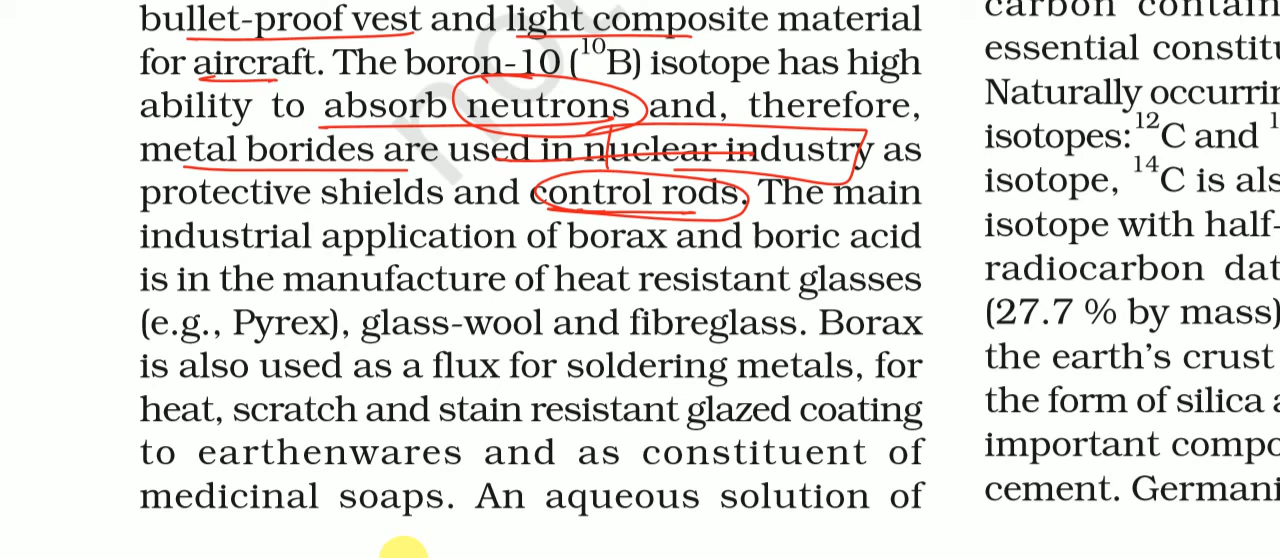 bullet-proof vest and light composite material
for aircraft. The boron-10 (¹⁰B) isotope has high
ability to absorb neutrons and, therefore,
metal borides are used in nuclear industry as
protective shields and control rods. The main
industrial application of borax and boric acid
is in the manufacture of heat resistant glasses
(e.g., Pyrex), glass-wool and fibreglass. Borax
is also used as a flux for soldering metals, for
heat, scratch and stain resistant glazed coating
to earthenwares and as constituent of
medicinal soaps. An aqueous solution of
carbon contain
essential constitu
Naturally occurrin
isotopes: ¹²C and
isotope, ¹⁴C is als
isotope with half-
radiocarbon dat
(27.7 % by mass)
the earth's crust
the form of silica a
important compo
cement. Germani